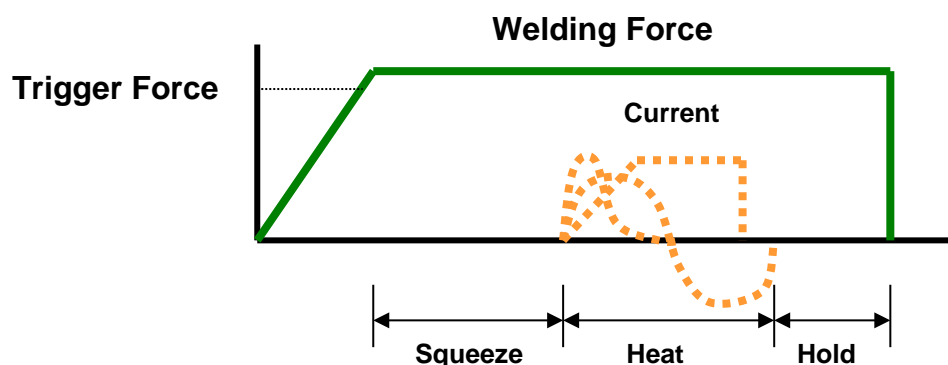 Welding Force
Trigger Force
Current
Squeeze
Heat
Hold